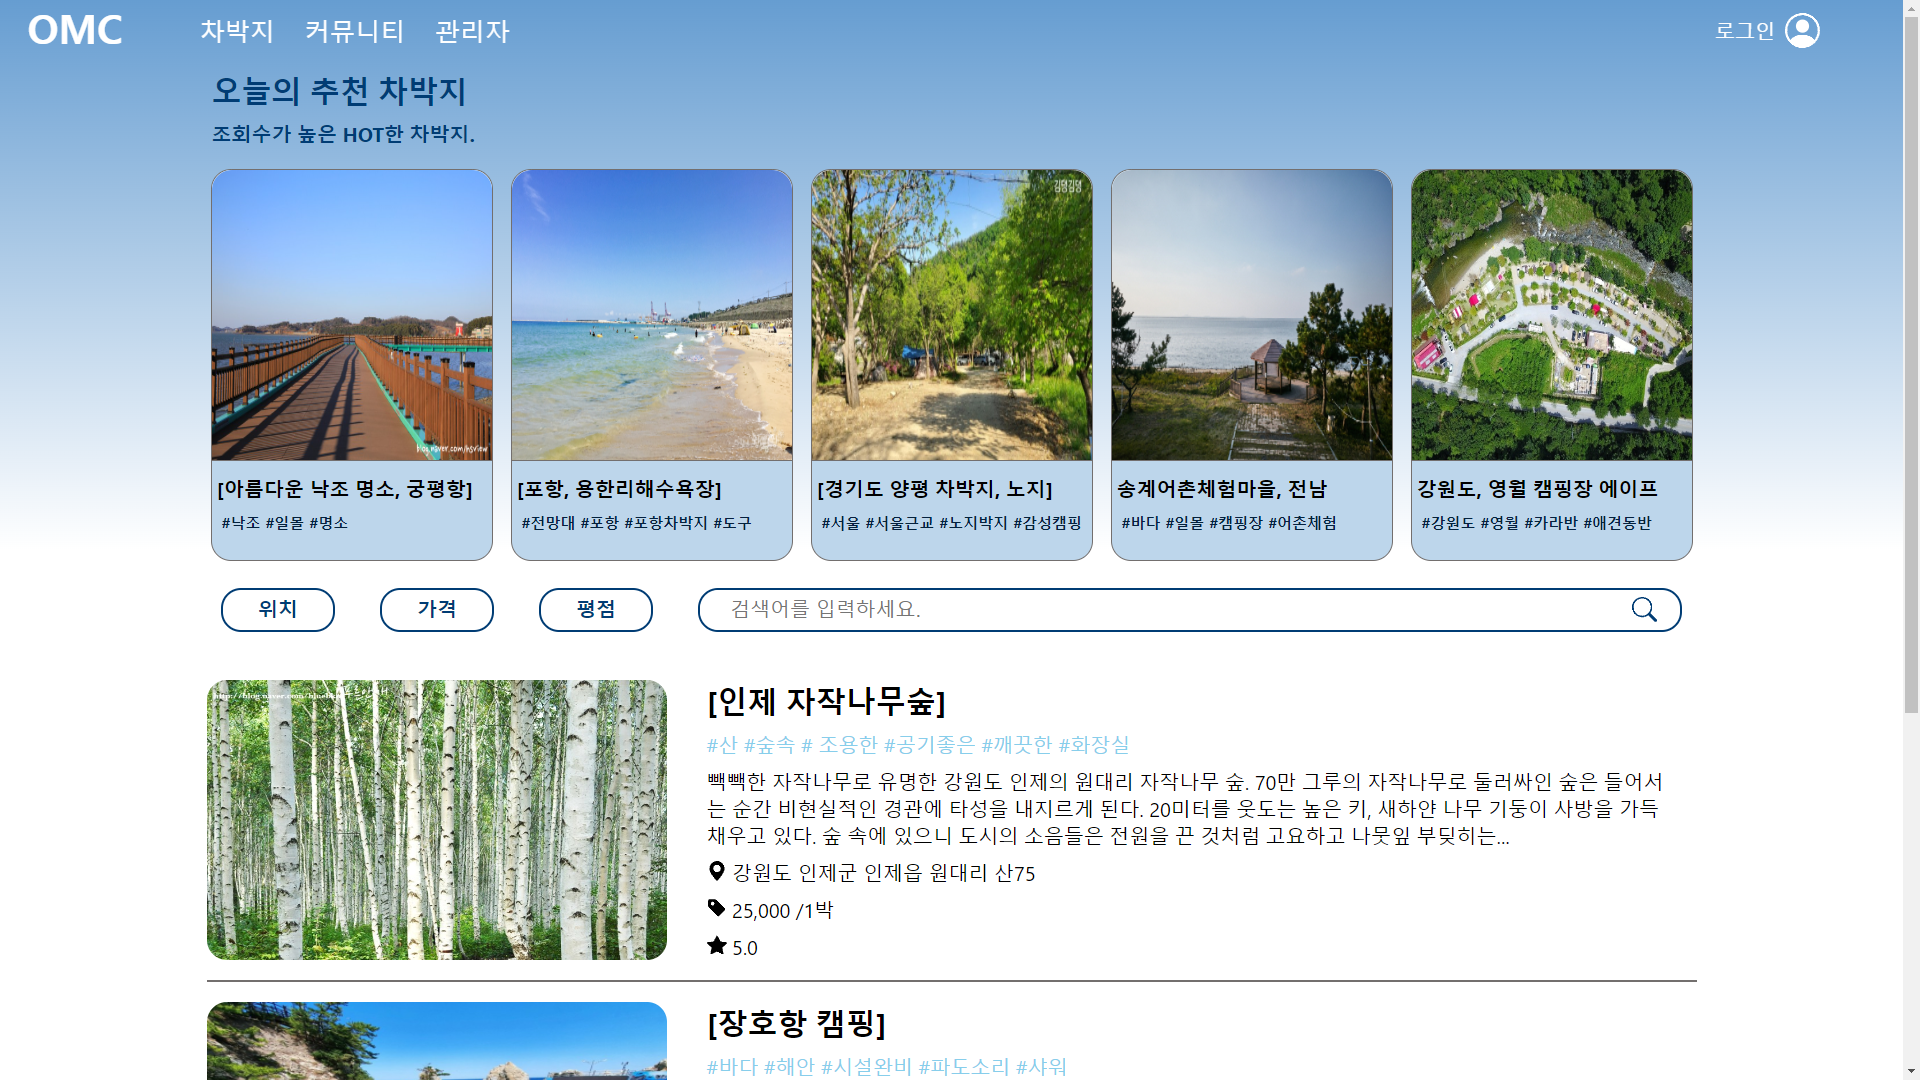 OMC
차박지 커뮤니티 관리자
로그인
오늘의 추천 차박지
조회수가 높은 HOT한 차박지.
김덩김덩
blog.naver.com/hsview
[아름다운 낙조 명소, 궁평항]
#낙조 #일몰 #명소
[포항, 용한리해수욕장]
#전망대 #포항 #포항차박지 #도구
[경기도 양평 차박지, 노지]
#서울 #서울근교 #노지박지 #감성캠핑
송계어촌체험마을, 전남
#바다 #일몰 #캠핑장 #어촌체험
강원도, 영월 캠핑장 에이프
#강원도 #영월 #카라반 #애견동반
위치
가격
평점
검색어를 입력하세요.
[인제 자작나무숲]
#산 #숲속 # 조용한 #공기좋은 #깨끗한 #화장실
빽빽한 자작나무로 유명한 강원도 인제의 원대리 자작나무 숲. 70만 그루의 자작나무로 둘러싸인 숲은 들어서
는 순간 비현실적인 경관에 타성을 내지르게 된다. 20미터를 웃도는 높은 키, 새하얀 나무 기둥이 사방을 가득
채우고 있다. 숲 속에 있으니 도시의 소음들은 전원을 끈 것처럼 고요하고 나뭇잎 부딪히는...
강원도 인제군 인제읍 원대리 산75
25,000 /1박
5.0
[장호항 캠핑]
#바다 #해안 #시설완비 #파도소리 #샤워